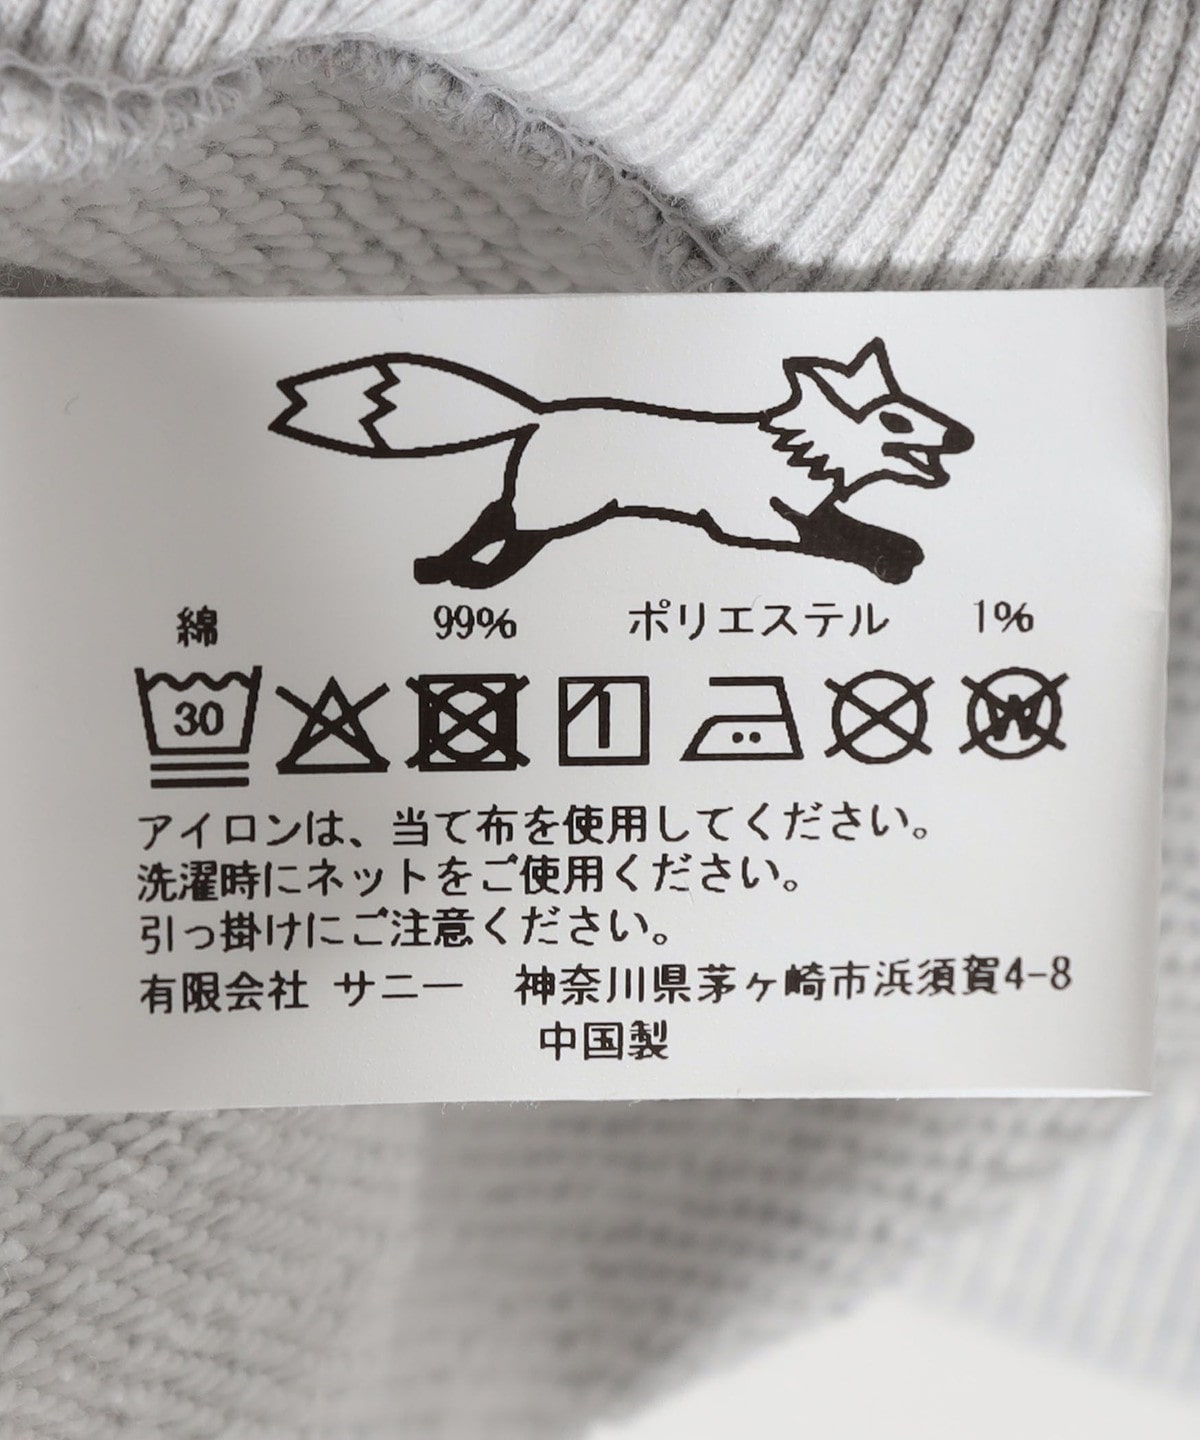 綿 99% ポリエステル 1%
30 W
アイロンは、当て布を使用してください。
洗濯時にネットをご使用ください。
引っ掛けにご注意ください。
有限会社 サニー 神奈川県茅ヶ崎市浜須賀4-8
中国製